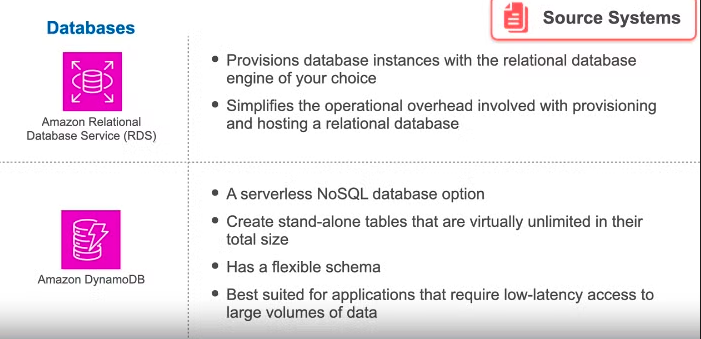 Source Systems
Databases
Provisions database instances with the relational database
engine of your choice
Simplifies the operational overhead involved with provisioning
and hosting a relational database
Amazon Relational
Database Service (RDS)
A serverless NoSQL database option
Create stand-alone tables that are virtually unlimited in their
total size
Has a flexible schema
Best suited for applications that require low-latency access to
large volumes of data
Amazon DynamoDB